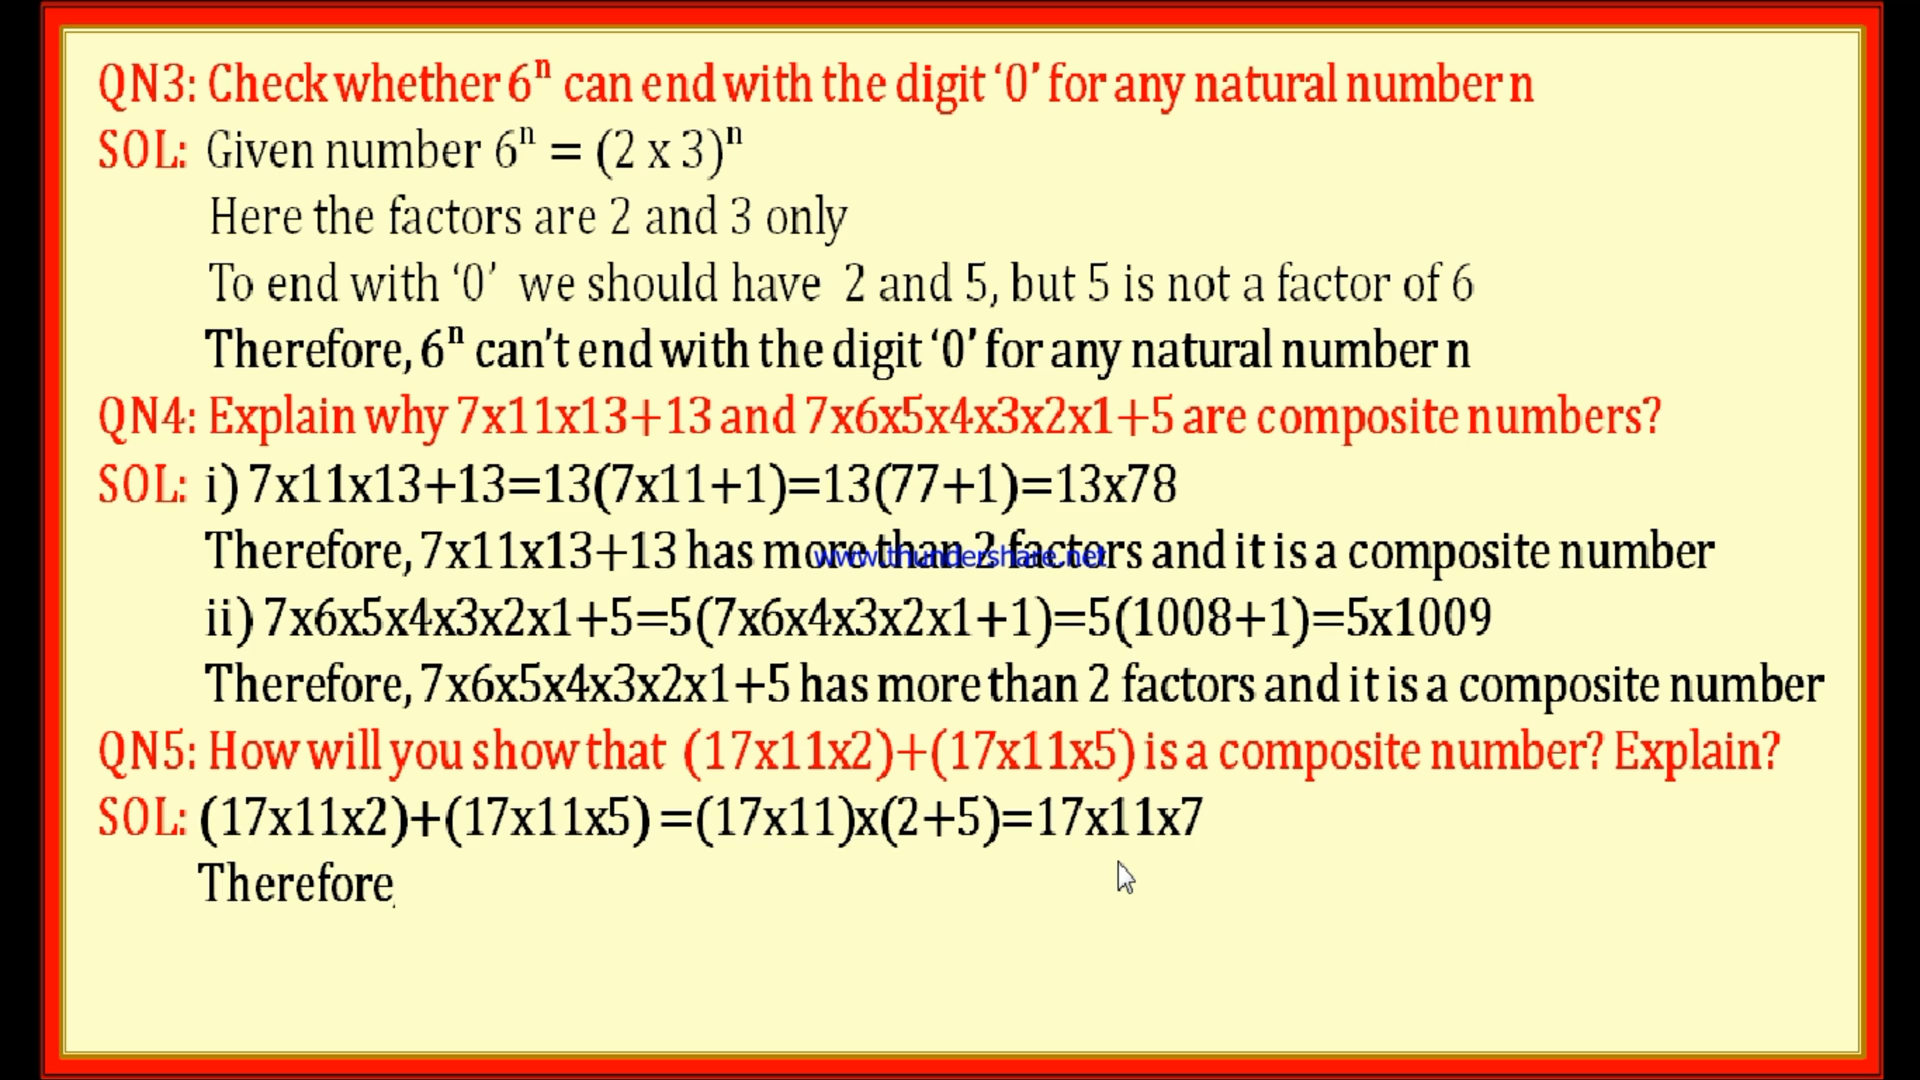 QN3: Check whether 6ⁿ can end with the digit ‘0’ for any natural number n
SOL: Given number 6ⁿ = (2 x 3)ⁿ
Here the factors are 2 and 3 only
To end with ‘0’ we should have 2 and 5, but 5 is not a factor of 6
Therefore, 6ⁿ can't end with the digit ‘0’ for any natural number n
QN4: Explain why 7x11x13+13 and 7x6x5x4x3x2x1+5 are composite numbers?
SOL: i) 7x11x13+13=13(7x11+1)=13(77+1)=13x78
Therefore, 7x11x13+13 has more than 2 factors and it is a composite number
www.thundershare.net
ii) 7x6x5x4x3x2x1+5=5(7x6x4x3x2x1+1)=5(1008+1)=5x1009
Therefore, 7x6x5x4x3x2x1+5 has more than 2 factors and it is a composite number
QN5: How will you show that (17x11x2)+(17x11x5) is a composite number? Explain?
SOL: (17x11x2)+(17x11x5) =(17x11)x(2+5)=17x11x7
Therefore,